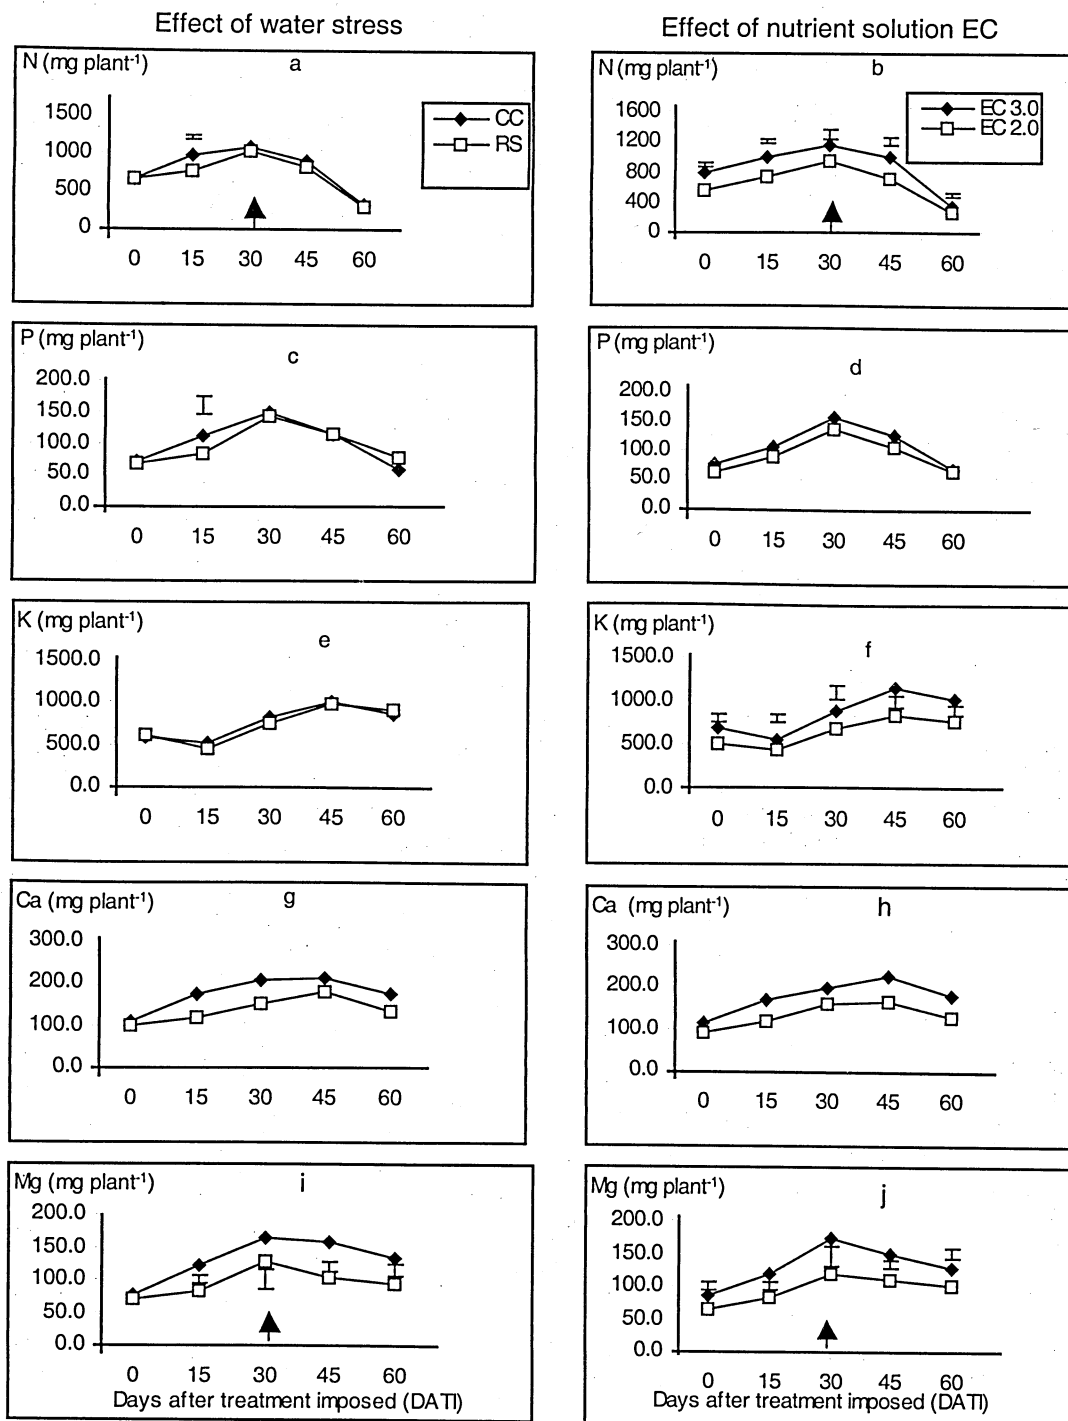 Effect of water stress
Effect of nutrient solution EC
N (mg plant-1)
a
1500
1000
500
0
0 15 30 45 60
CC
RS
N (mg plant-1)
b
1600
1200
800
400
0
0 15 30 45 60
EC 3.0
EC 2.0
P (mg plant-1)
c
200.0
150.0
100.0
50.0
0.0
0 15 30 45 60
P (mg plant-1)
d
200.0
150.0
100.0
50.0
0.0
0 15 30 45 60
K (mg plant-1)
e
1500.0
1000.0
500.0
0.0
0 15 30 45 60
K (mg plant-1)
f
1500.0
1000.0
500.0
0.0
0 15 30 45 60
Ca (mg plant-1)
g
300.0
200.0
100.0
0.0
0 15 30 45 60
Ca (mg plant-1)
h
300.0
200.0
100.0
0.0
0 15 30 45 60
Mg (mg plant-1)
i
200.0
150.0
100.0
50.0
0.0
0 15 30 45 60
Days after treatment imposed (DATI)
Mg (mg plant-1)
j
200.0
150.0
100.0
50.0
0.0
0 15 30 45 60
Days after treatment imposed (DATI)